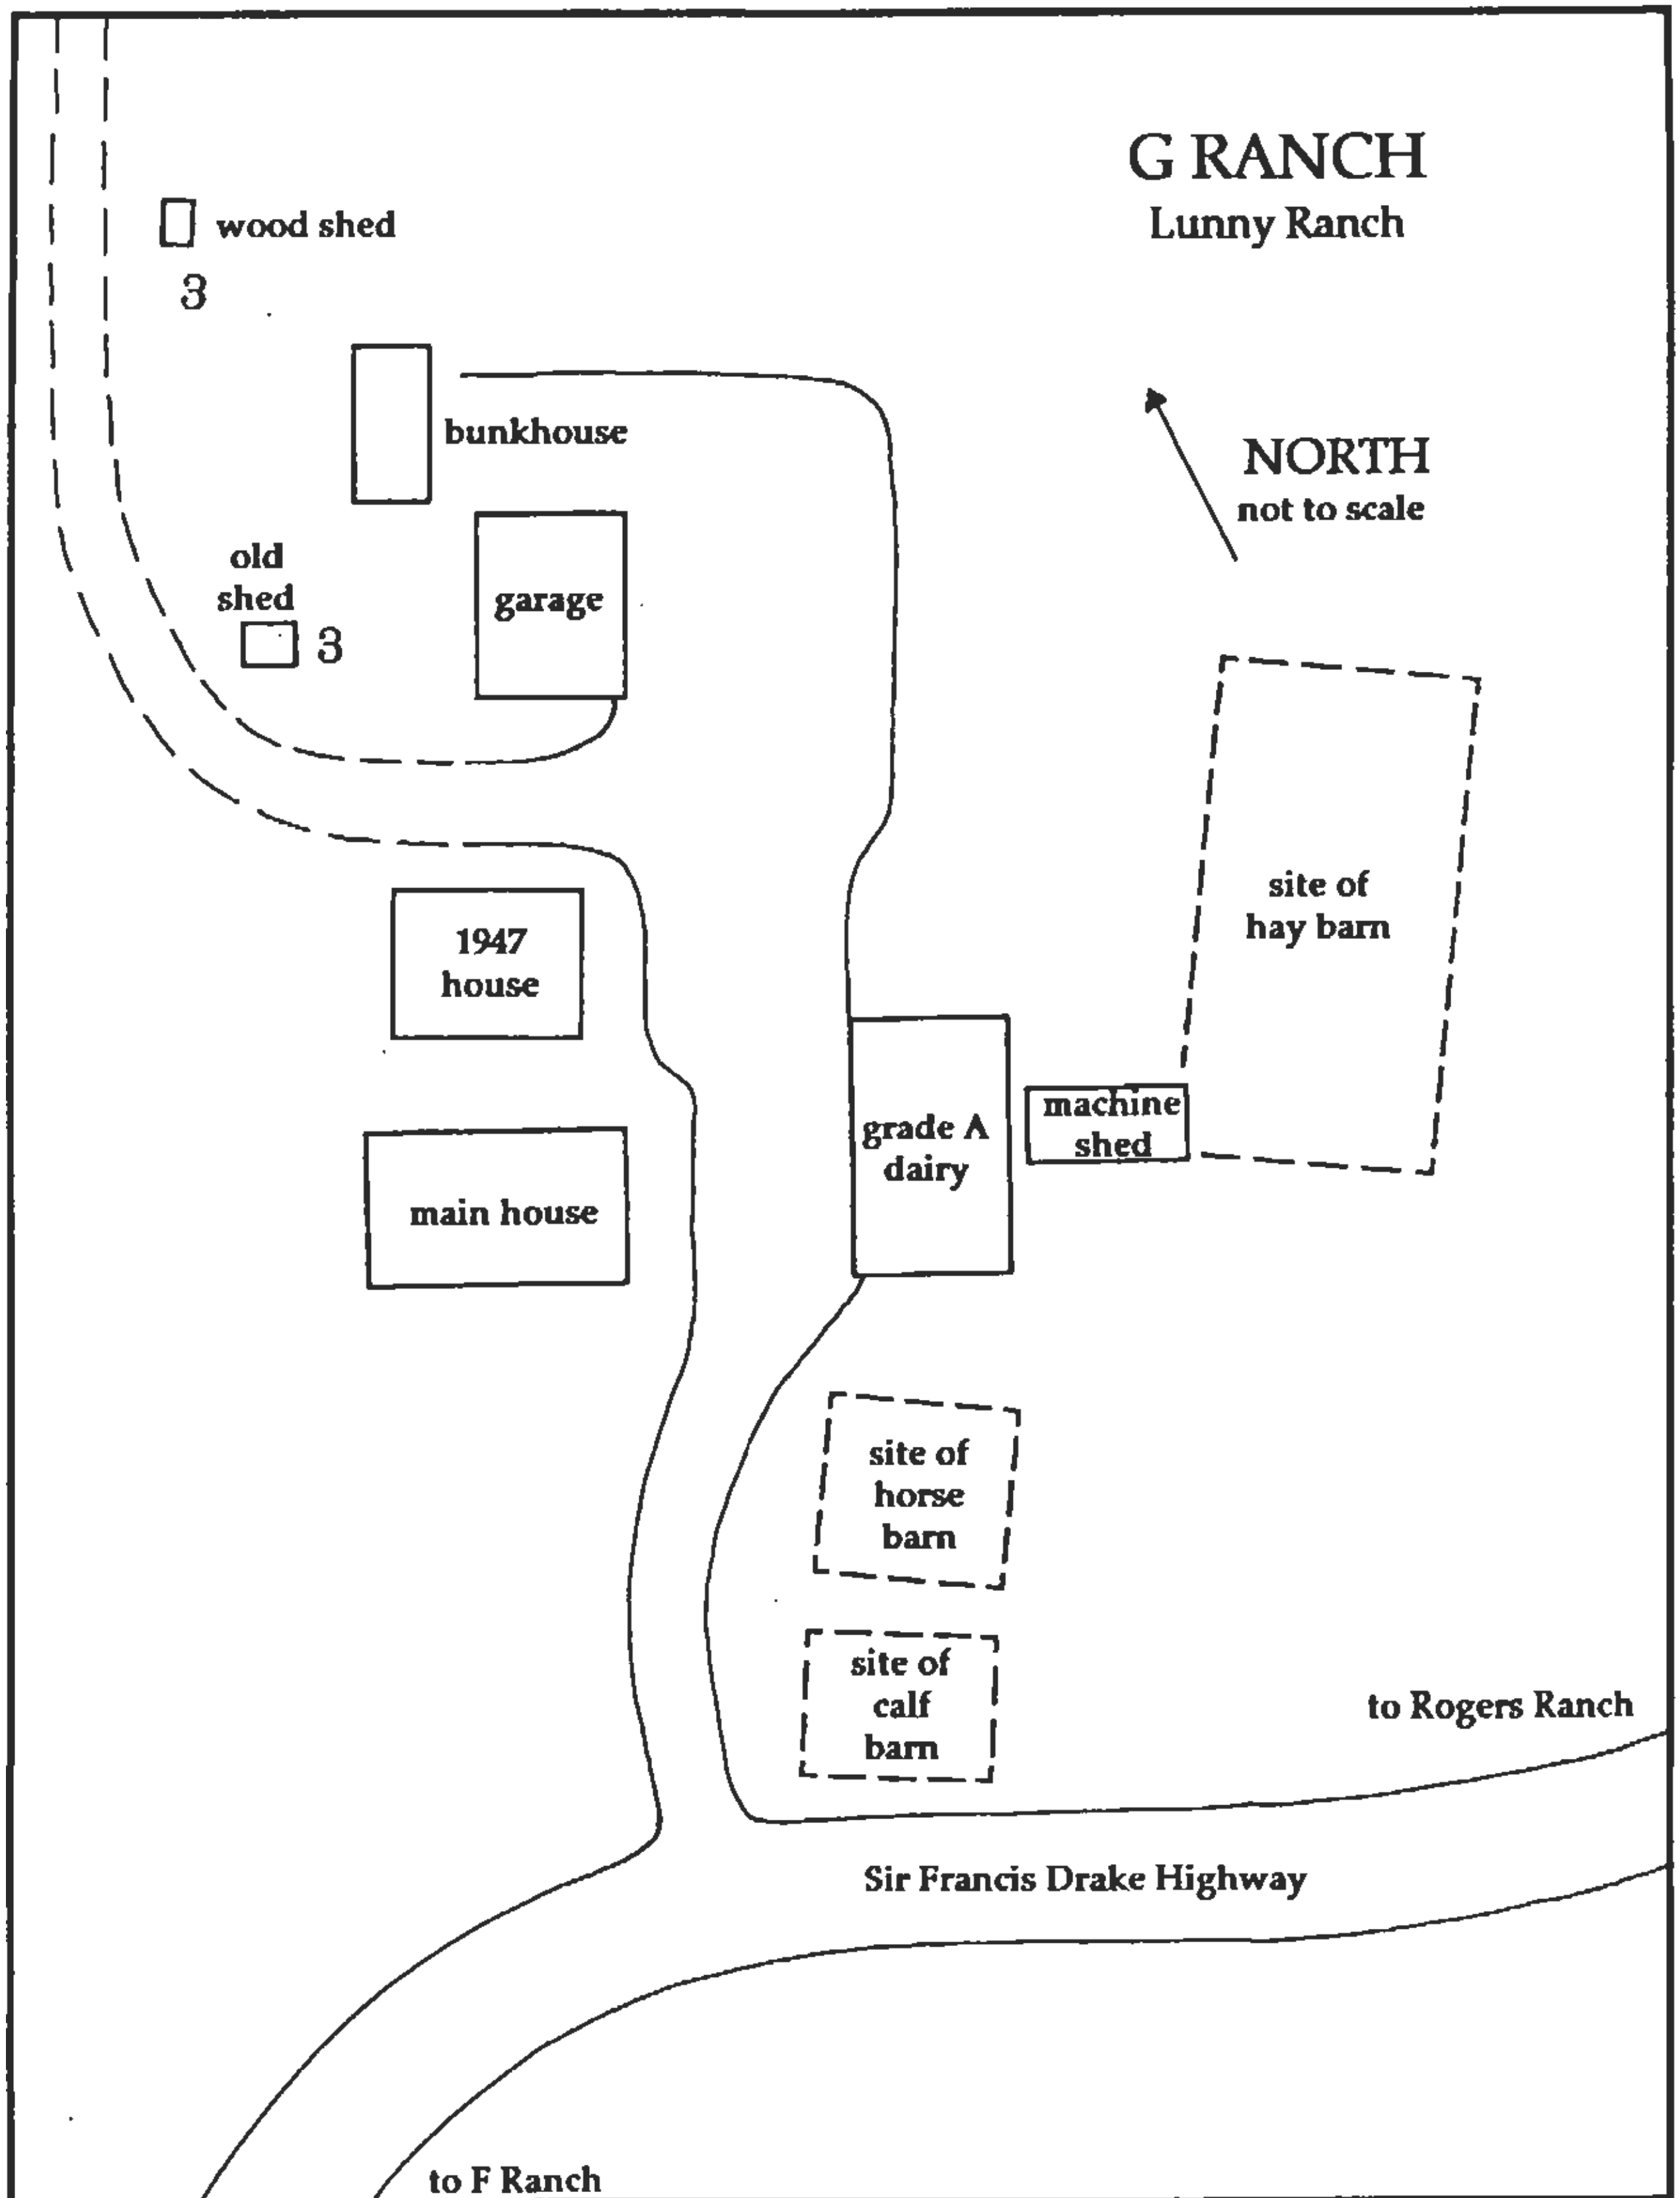 G RANCH
Lunny Ranch
wood shed
3
bunkhouse
NORTH
not to scale
old
shed
3
garage
site of
hay barn
1947
house
machine
shed
grade A
dairy
main house
site of
horse
barn
site of
calf
barn
to Rogers Ranch
Sir Francis Drake Highway
to F Ranch